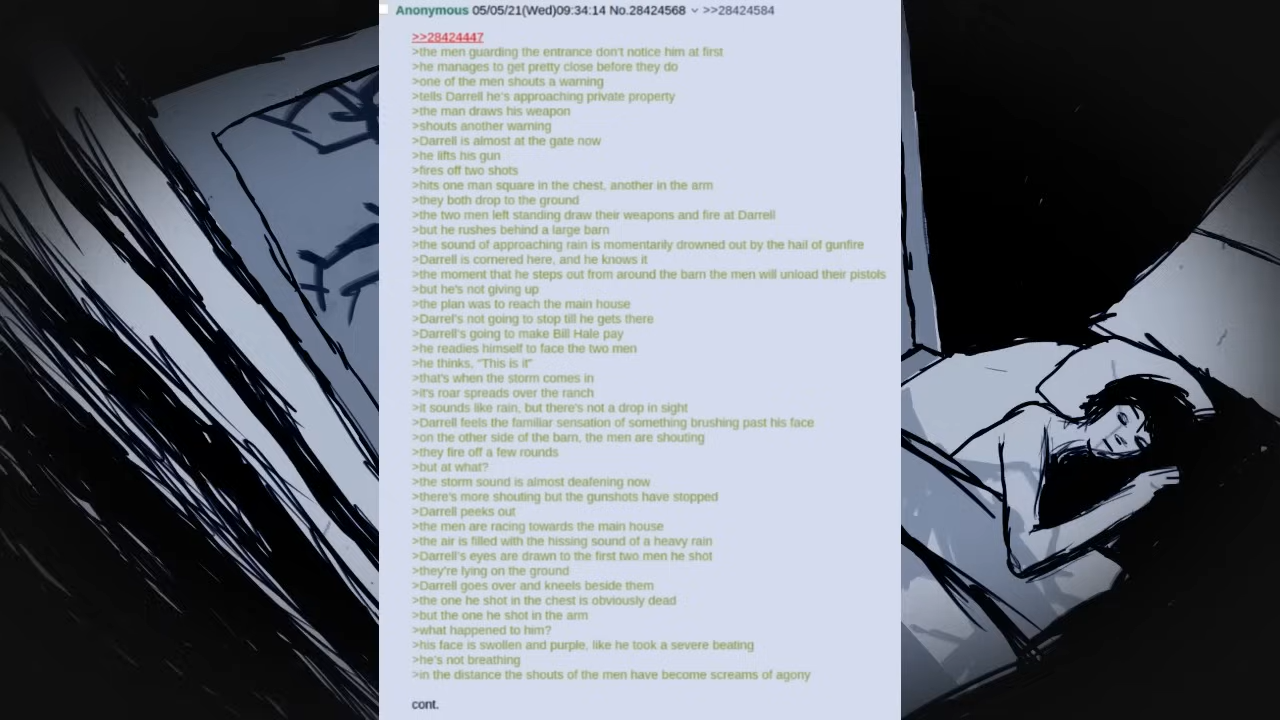 Anonymous 05/05/21(Wed)09:34:14 No.28424568 >>28424584
>>28424447
>the men guarding the entrance don't notice him at first
>he manages to get pretty close before they do
>one of the men shouts a warning
>tells Darrell he's approaching private property
>the man draws his weapon
>shouts another warning
>Darrell is almost at the gate now
>he lifts his gun
>fires off two shots
>hits one man square in the chest, another in the arm
>they both drop to the ground
>the two men left standing draw their weapons and fire at Darrell
>but he rushes behind a large barn
>the sound of approaching rain is momentarily drowned out by the hail of gunfire
>Darrell is cornered here, and he knows it
>the moment that he steps out from around the barn the men will unload their pistols
>but he's not giving up
>the plan was to reach the main house
>Darrel's not going to stop till he gets there
>Darrell's going to make Bill Hale pay
>he readies himself to face the two men
>he thinks, "This is it"
>that's when the storm comes in
>it's roar spreads over the ranch
>it sounds like rain, but there's not a drop in sight
>Darrell feels the familiar sensation of something brushing past his face
>on the other side of the barn, the men are shouting
>they fire off a few rounds
>but at what?
>the storm sound is almost deafening now
>there's more shouting but the gunshots have stopped
>Darrell peeks out
>the men are racing towards the main house
>the air is filled with the hissing sound of a heavy rain
>Darrell's eyes are drawn to the first two men he shot
>they're lying on the ground
>Darrell goes over and kneels beside them
>the one he shot in the chest is obviously dead
>but the one he shot in the arm
>what happened to him?
>his face is swollen and purple, like he took a severe beating
>he's not breathing
>in the distance the shouts of the men have become screams of agony
cont.